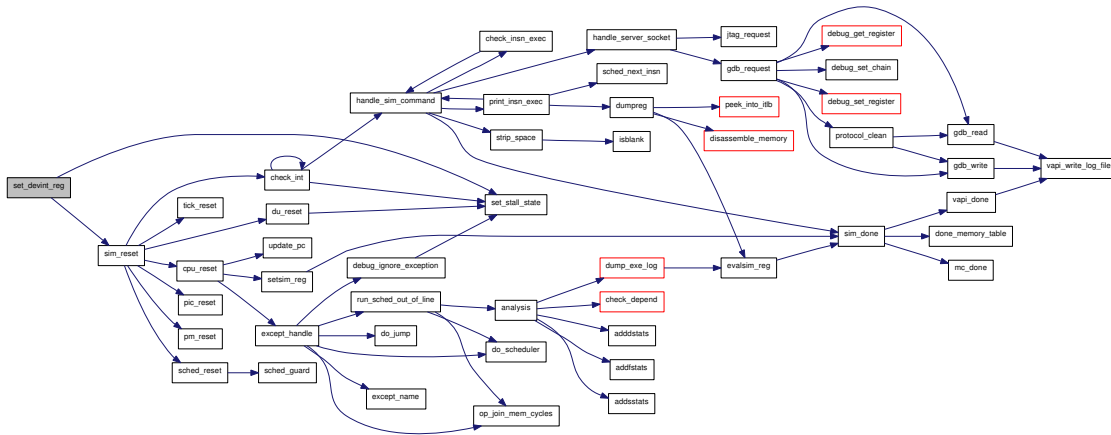 set_devint_reg
sim_reset
check_int
tick_reset
du_reset
cpu_reset
pic_reset
pm_reset
sched_reset
update_pc
setsim_reg
except_handle
sched_guard
handle_sim_command
set_stall_state
debug_ignore_exception
run_sched_out_of_line
do_jump
except_name
check_insn_exec
print_insn_exec
strip_space
analysis
do_scheduler
op_join_mem_cycles
handle_server_socket
sched_next_insn
dumpreg
isblank
dump_exe_log
check_depend
adddstats
addfstats
addsstats
jtag_request
gdb_request
peek_into_itlb
disassemble_memory
evalsim_reg
debug_get_register
debug_set_chain
debug_set_register
protocol_clean
sim_done
gdb_read
gdb_write
vapi_done
done_memory_table
mc_done
vapi_write_log_file